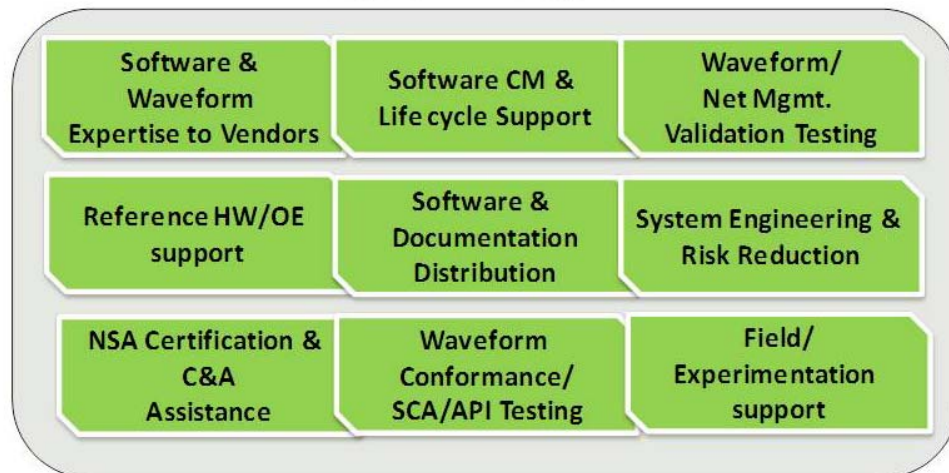 Software &
Waveform
Expertise to Vendors
Software CM &
Life cycle Support
Waveform/
Net Mgmt.
Validation Testing
Reference HW/OE
support
Software &
Documentation
Distribution
System Engineering &
Risk Reduction
NSA Certification &
C&A
Assistance
Waveform
Conformance/
SCA/API Testing
Field/
Experimentation
support